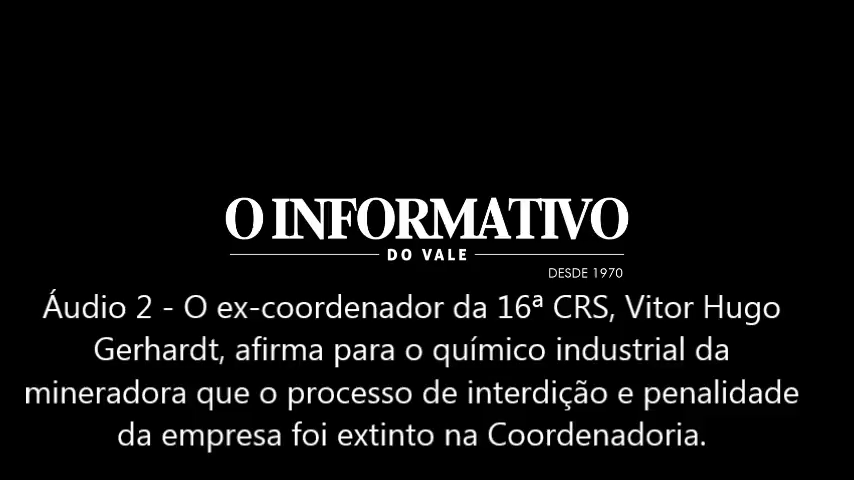 O INFORMATIVO
DO VALE
DESDE 1970
Áudio 2 - O ex-coordenador da 16ª CRS, Vitor Hugo
Gerhardt, afirma para o químico industrial da
mineradora que o processo de interdição e penalidade
da empresa foi extinto na Coordenadoria.